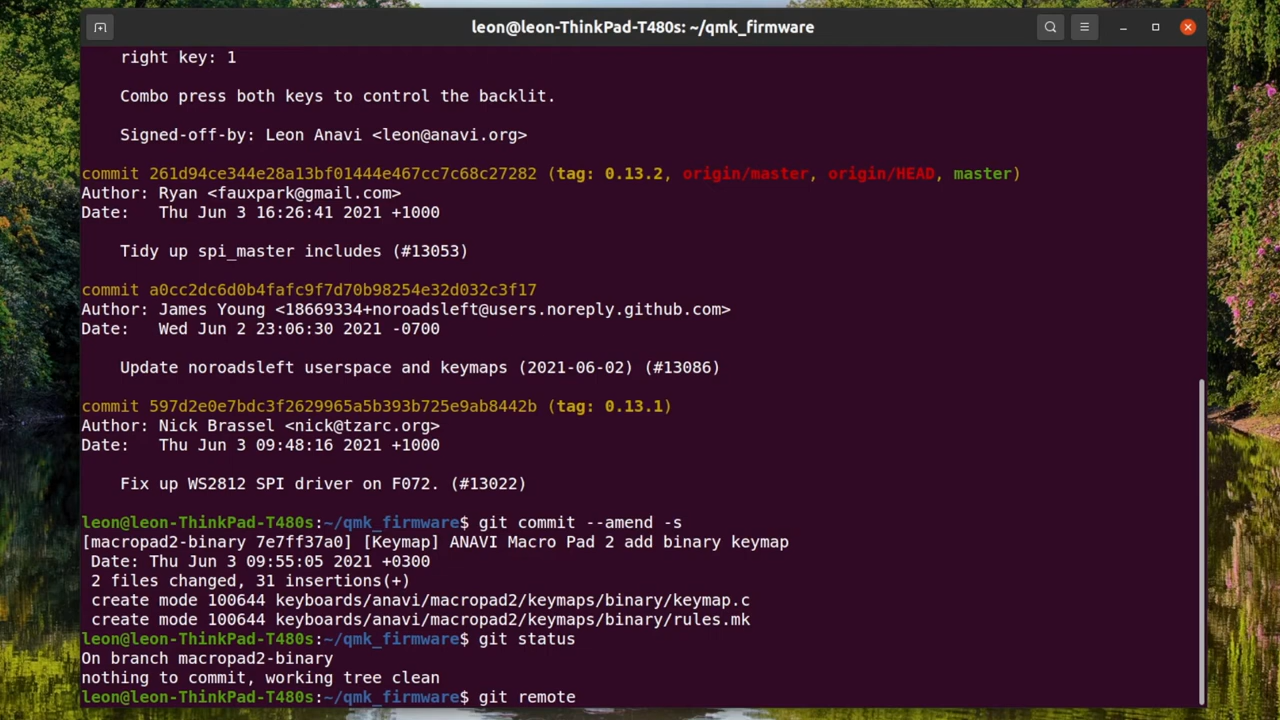 leon@leon-ThinkPad-T480s: ~/qmk_firmware
right key: 1
Combo press both keys to control the backlit.
Signed-off-by: Leon Anavi <leon@anavi.org>
commit 261d94ce344e28a13bf01444e467cc7c68c27282 (tag: 0.13.2, origin/master, origin/HEAD, master)
Author: Ryan <fauxpark@gmail.com>
Date:   Thu Jun 3 16:26:41 2021 +1000
Tidy up spi_master includes (#13053)
commit a0cc2dc6d0b4fafc9f7d70b98254e32d032c3f17
Author: James Young <18669334+noroadsleft@users.noreply.github.com>
Date:   Wed Jun 2 23:06:30 2021 -0700
Update noroadsleft userspace and keymaps (2021-06-02) (#13086)
commit 597d2e0e7bdc3f2629965a5b393b725e9ab8442b (tag: 0.13.1)
Author: Nick Brassel <nick@tzarc.org>
Date:   Thu Jun 3 09:48:16 2021 +1000
Fix up WS2812 SPI driver on F072. (#13022)
leon@leon-ThinkPad-T480s:~/qmk_firmware$ git commit --amend -s
[macropad2-binary 7e7ff37a0] [Keymap] ANAVI Macro Pad 2 add binary keymap
Date: Thu Jun 3 09:55:05 2021 +0300
2 files changed, 31 insertions(+)
create mode 100644 keyboards/anavi/macropad2/keymaps/binary/keymap.c
create mode 100644 keyboards/anavi/macropad2/keymaps/binary/rules.mk
leon@leon-ThinkPad-T480s:~/qmk_firmware$ git status
On branch macropad2-binary
nothing to commit, working tree clean
leon@leon-ThinkPad-T480s:~/qmk_firmware$ git remote